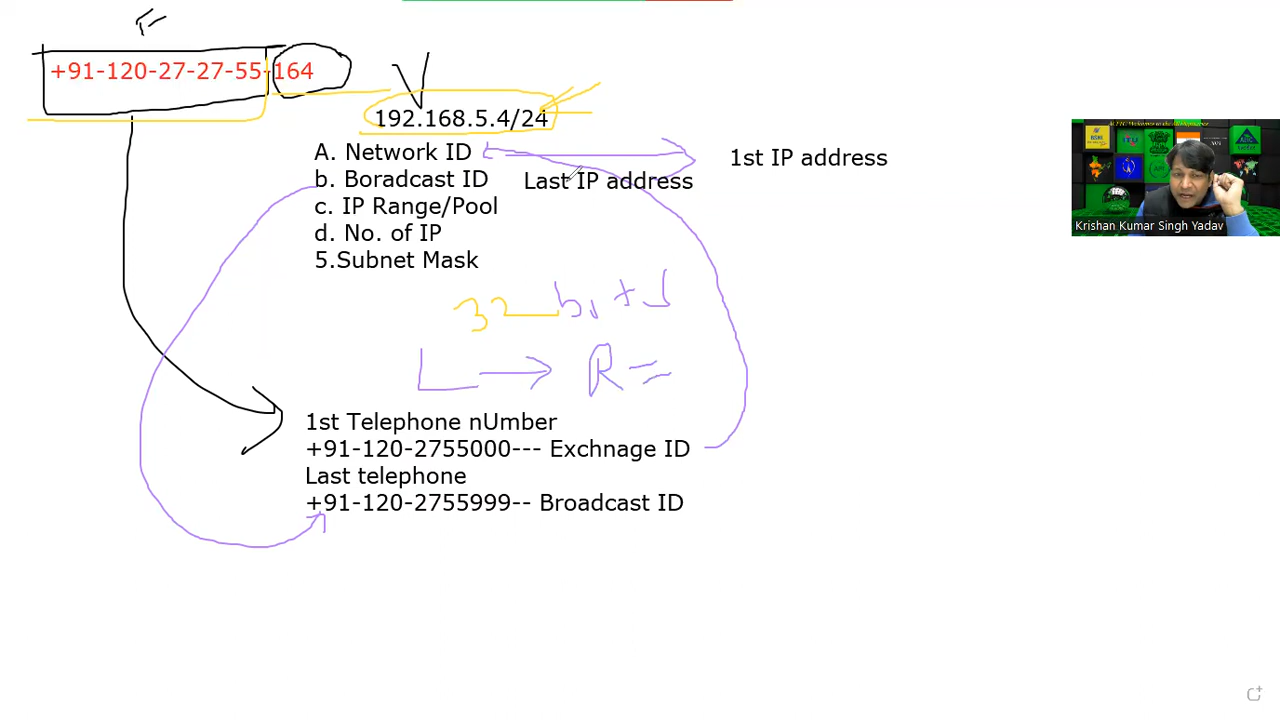 F
+91-120-27-27-55-164
V
192.168.5.4/24
A. Network ID
1st IP address
b. Boradcast ID
Last IP address
c. IP Range/Pool
d. No. of IP
5.Subnet Mask
32 bits
L → R =
1st Telephone nUmber
+91-120-2755000--- Exchnage ID
Last telephone
+91-120-2755999-- Broadcast ID
Krishan Kumar Singh Yadav